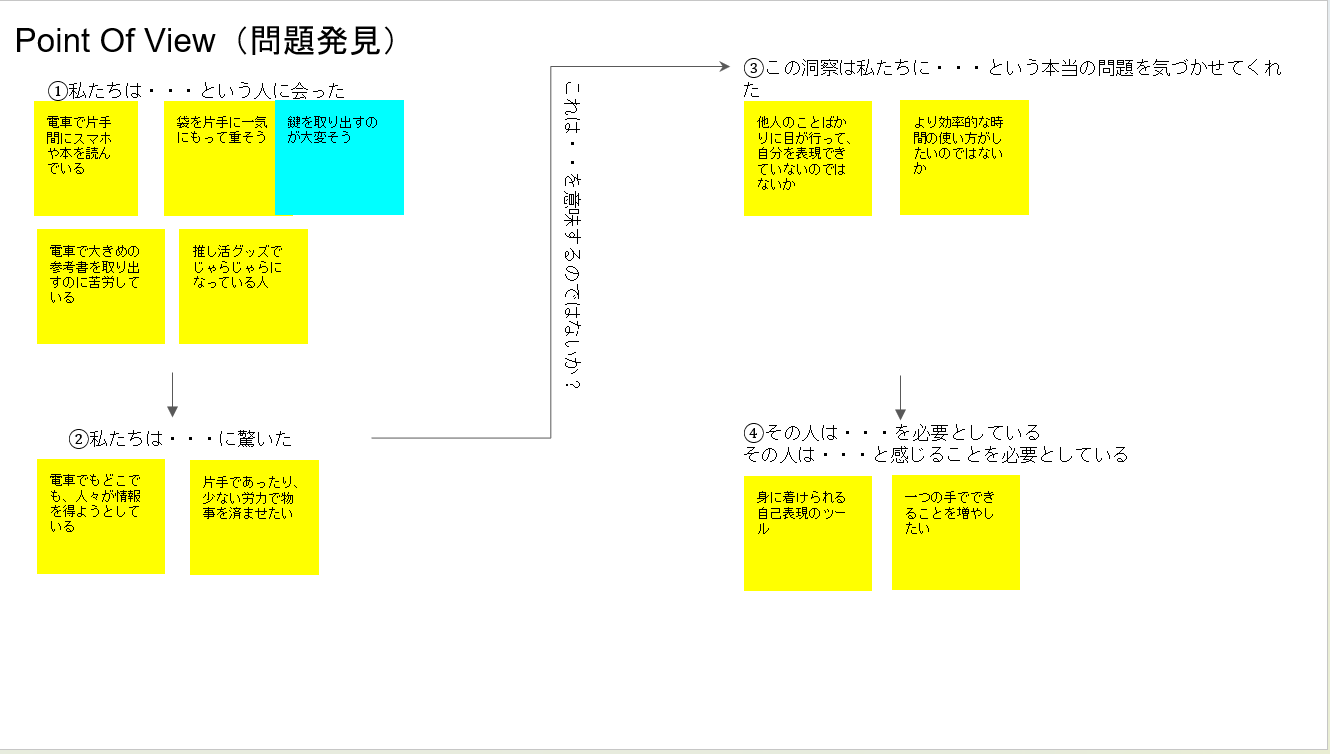 Point Of View（問題発見）
①私たちは・・・という人に会った
電車で片手
間にスマホ
や本を読ん
でいる
袋を片手に一気
にもって重そう
鍵を取り出すの
が大変そう
電車で大きめの
参考書を取り出
すのに苦労して
いる
推し活グッズで
じゃらじゃらに
なっている人
②私たちは・・・に驚いた
電車でもどこで
も、人々が情報
を得ようとして
いる
片手であったり、
少ない労力で物
事を済ませたい
これは・・を意味するのではないか？
③この洞察は私たちに・・・という本当の問題を気づかせてくれ
た
他人のことばか
りに目が行って、
自分を表現でき
ていないのでは
ないか
より効率的な時
間の使い方がし
たいのではない
か
④その人は・・・を必要としている
その人は・・・と感じることを必要としている
身に着けられる
自己表現のツー
ル
一つの手ででき
ることを増やし
たい